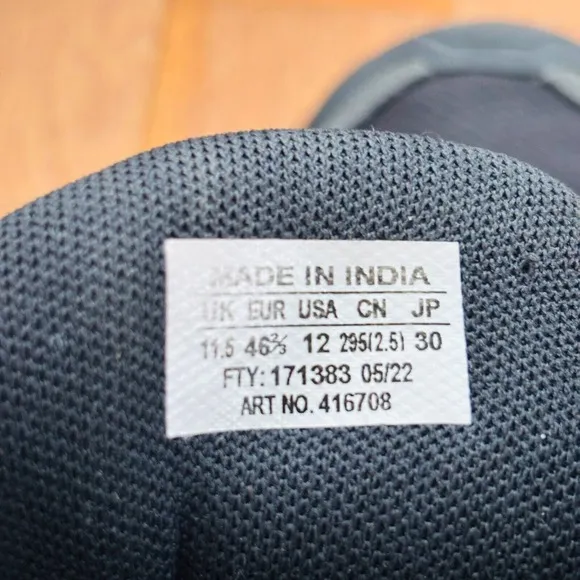 MADE IN INDIA
UK EUR USA CN JP
11.5 46⅔ 12 295(2.5) 30
FTY: 171383 05/22
ART NO. 416708